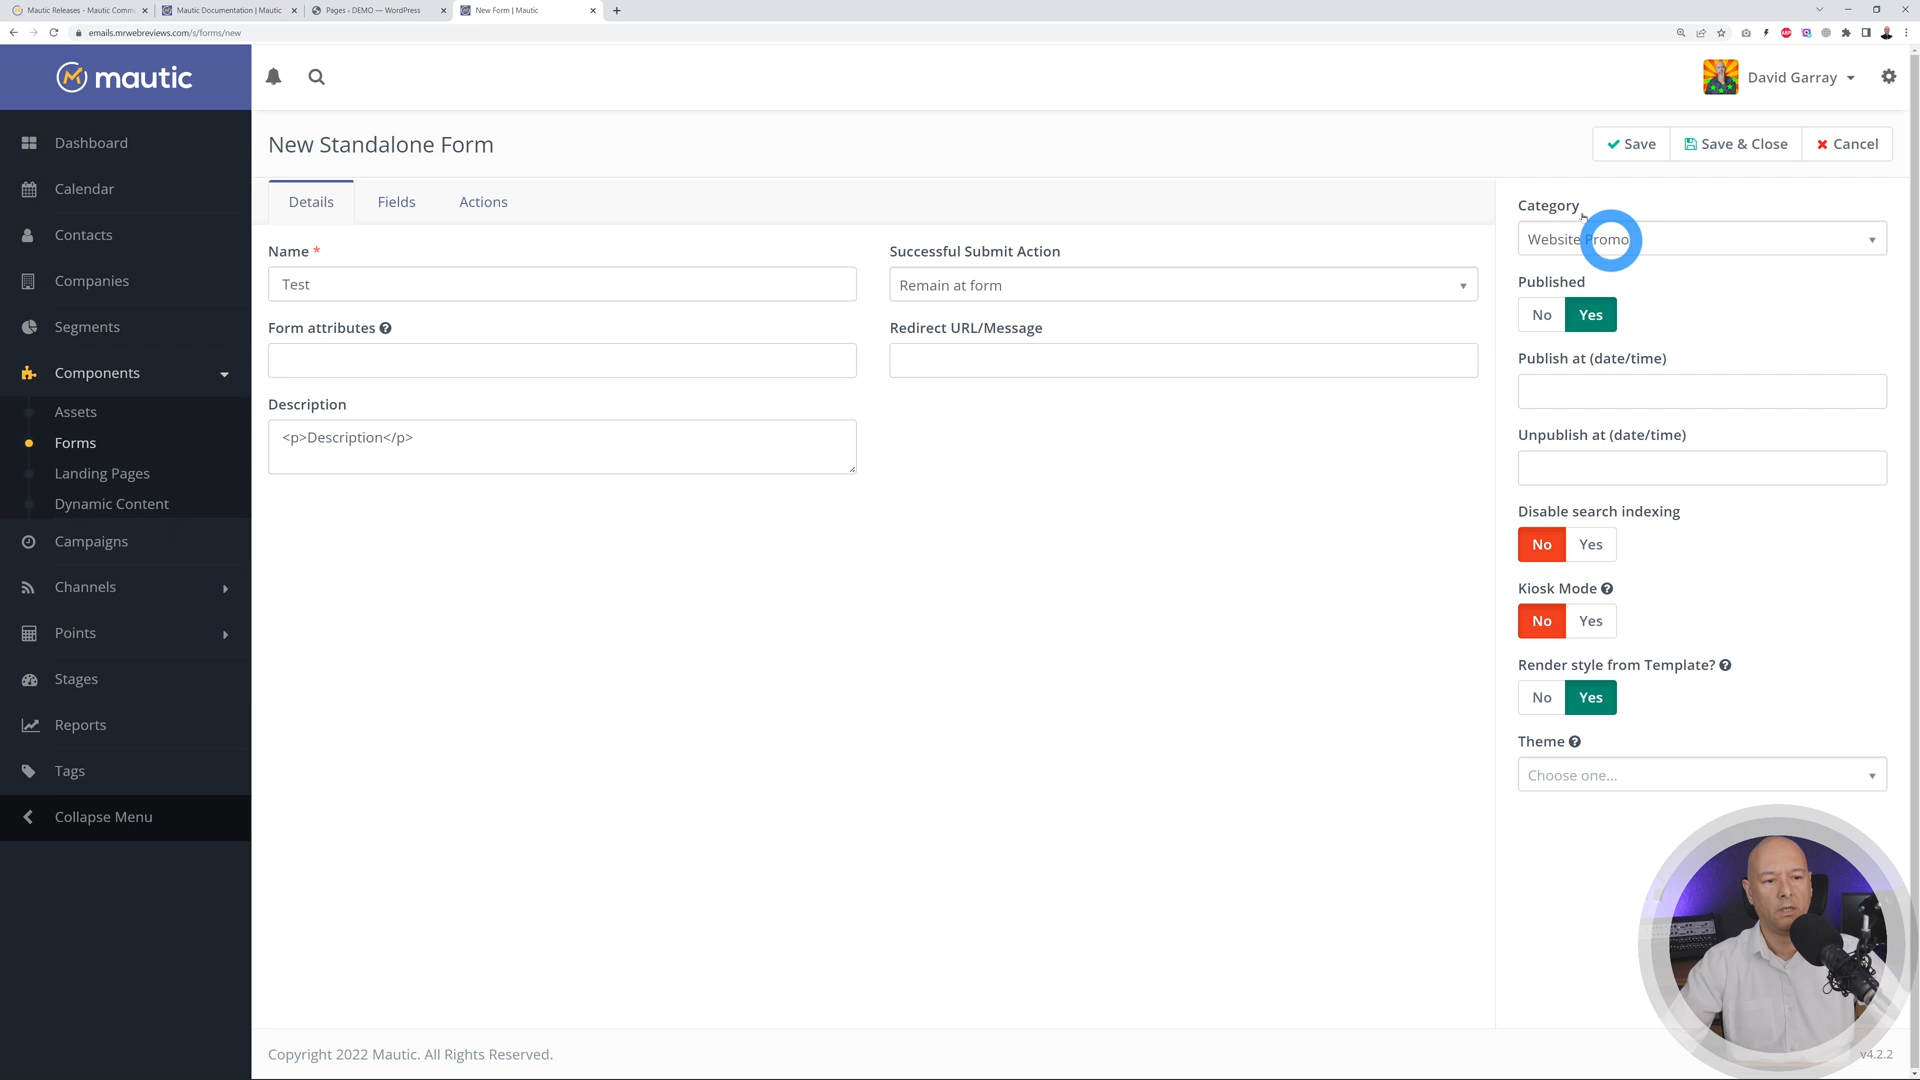 Mautic Releases - Mautic Comm
Mautic Documentation | Mautic
Pages ‹ DEMO — WordPress
New Form | Mautic
emails.mrwebreviews.com/s/forms/new
mautic
David Garray
New Standalone Form
Save
Save & Close
Cancel
Dashboard
Calendar
Contacts
Companies
Segments
Components
Assets
Forms
Landing Pages
Dynamic Content
Campaigns
Channels
Points
Stages
Reports
Tags
Collapse Menu
Details
Fields
Actions
Name *
Test
Successful Submit Action
Remain at form
Form attributes
Redirect URL/Message
Description
<p>Description</p>
Category
Website Promo
Published
No
Yes
Publish at (date/time)
Unpublish at (date/time)
Disable search indexing
No
Yes
Kiosk Mode
No
Yes
Render style from Template?
No
Yes
Theme
Choose one...
Copyright 2022 Mautic. All Rights Reserved.
v4.2.2